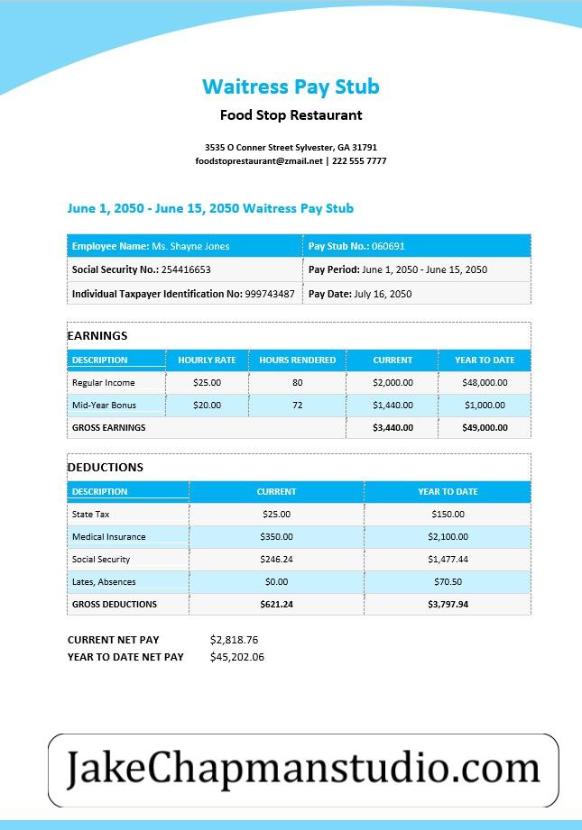 Waitress Pay Stub
Food Stop Restaurant
3535 O Conner Street Sylvester, GA 31791
foodstoprestaurant@zmail.net | 222 555 7777
June 1, 2050 - June 15, 2050 Waitress Pay Stub
Employee Name: Ms. Shayne Jones Pay Stub No.: 060691
Social Security No.: 254416653 Pay Period: June 1, 2050 - June 15, 2050
Individual Taxpayer Identification No: 999743487 Pay Date: July 16, 2050
EARNINGS
DESCRIPTION HOURLY RATE HOURS RENDERED CURRENT YEAR TO DATE
Regular Income $25.00 80 $2,000.00 $48,000.00
Mid-Year Bonus $20.00 72 $1,440.00 $1,000.00
GROSS EARNINGS $3,440.00 $49,000.00
DEDUCTIONS
DESCRIPTION CURRENT YEAR TO DATE
State Tax $25.00 $150.00
Medical Insurance $350.00 $2,100.00
Social Security $246.24 $1,477.44
Lates, Absences $0.00 $70.50
GROSS DEDUCTIONS $621.24 $3,797.94
CURRENT NET PAY $2,818.76
YEAR TO DATE NET PAY $45,202.06
JakeChapmanstudio.com